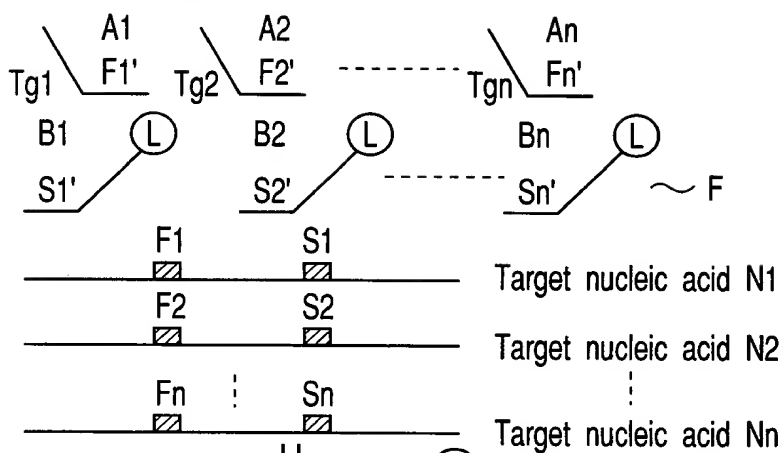 A1 A2 An
Tg1 F1' Tg2 F2' Tgn Fn'
B1 L B2 L Bn L
S1' S2' Sn' F
F1 S1
Target nucleic acid N1
F2 S2
Target nucleic acid N2
Fn Sn
Target nucleic acid Nn